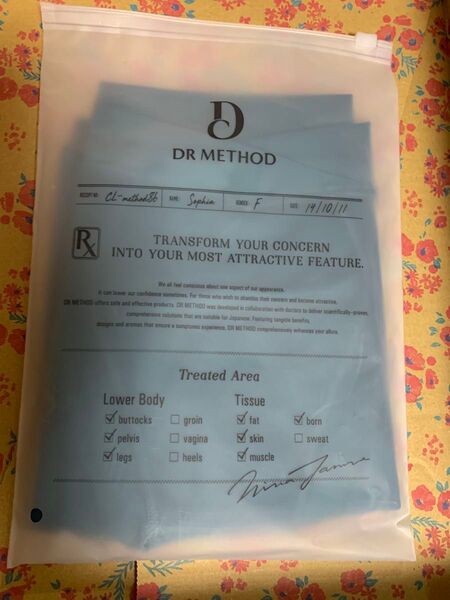 DR METHOD
RECEIPT NO. CL-method86 NAME Sophia GENDER F DATE 14/10/11
Rx TRANSFORM YOUR CONCERN
INTO YOUR MOST ATTRACTIVE FEATURE.
We all feel conscious about one aspect of our appearance.
It can lower our confidence sometimes. For those who wish to abandon their concern and become attractive,
DR METHOD offers safe and effective products. DR METHOD was developed in collaboration with doctors to deliver scientifically-proven,
comprehensive solutions that are suitable for Japanese. Featuring tangible benefits,
designs and aromas that ensure a sumptuous experience, DR METHOD comprehensively enhances your allure.
Treated Area
Lower Body Tissue
buttocks groin fat born
pelvis vagina skin sweat
legs heels muscle